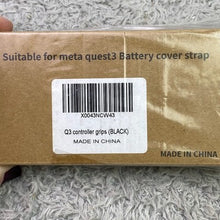 Suitable for meta quest3 Battery cover strap
X0043NCW43
Q3 controller grips (BLACK)
MADE IN CHINA
MADE IN CHINA